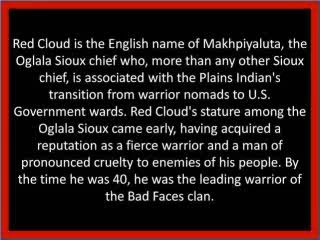 Red Cloud is the English name of Makhpiyaluta, the
Oglala Sioux chief who, more than any other Sioux
chief, is associated with the Plains Indian's
transition from warrior nomads to U.S.
Government wards. Red Cloud's stature among the
Oglala Sioux came early, having acquired a
reputation as a fierce warrior and a man of
pronounced cruelty to enemies of his people. By
the time he was 40, he was the leading warrior of
the Bad Faces clan.